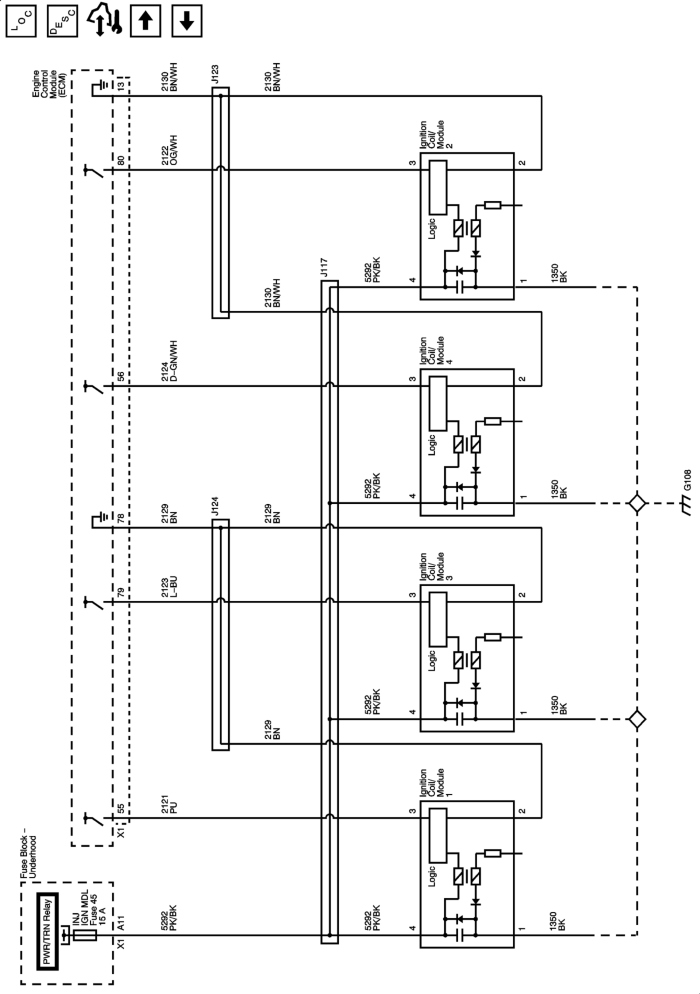 LOC
DESC
Fuse Block –
Underhood
PWR/TRN Relay
INJ
IGN MDL
Fuse 45
15 A
X1
A11
5292
PK/BK
X1
55
2121
PU
79
2123
L–BU
78
2129
BN
56
2124
D–GN/WH
80
2122
OG/WH
13
2130
BN/WH
Engine
Control
Module
(ECM)
J124
2129
BN
2129
BN
J123
2130
BN/WH
2130
BN/WH
J117
5292
PK/BK
5292
PK/BK
5292
PK/BK
5292
PK/BK
Ignition
Coil/
Module
1
Logic
3
4
2
1
1350
BK
Ignition
Coil/
Module
3
Logic
3
4
2
1
1350
BK
Ignition
Coil/
Module
4
Logic
3
4
2
1
1350
BK
Ignition
Coil/
Module
2
Logic
3
4
2
1
1350
BK
G108